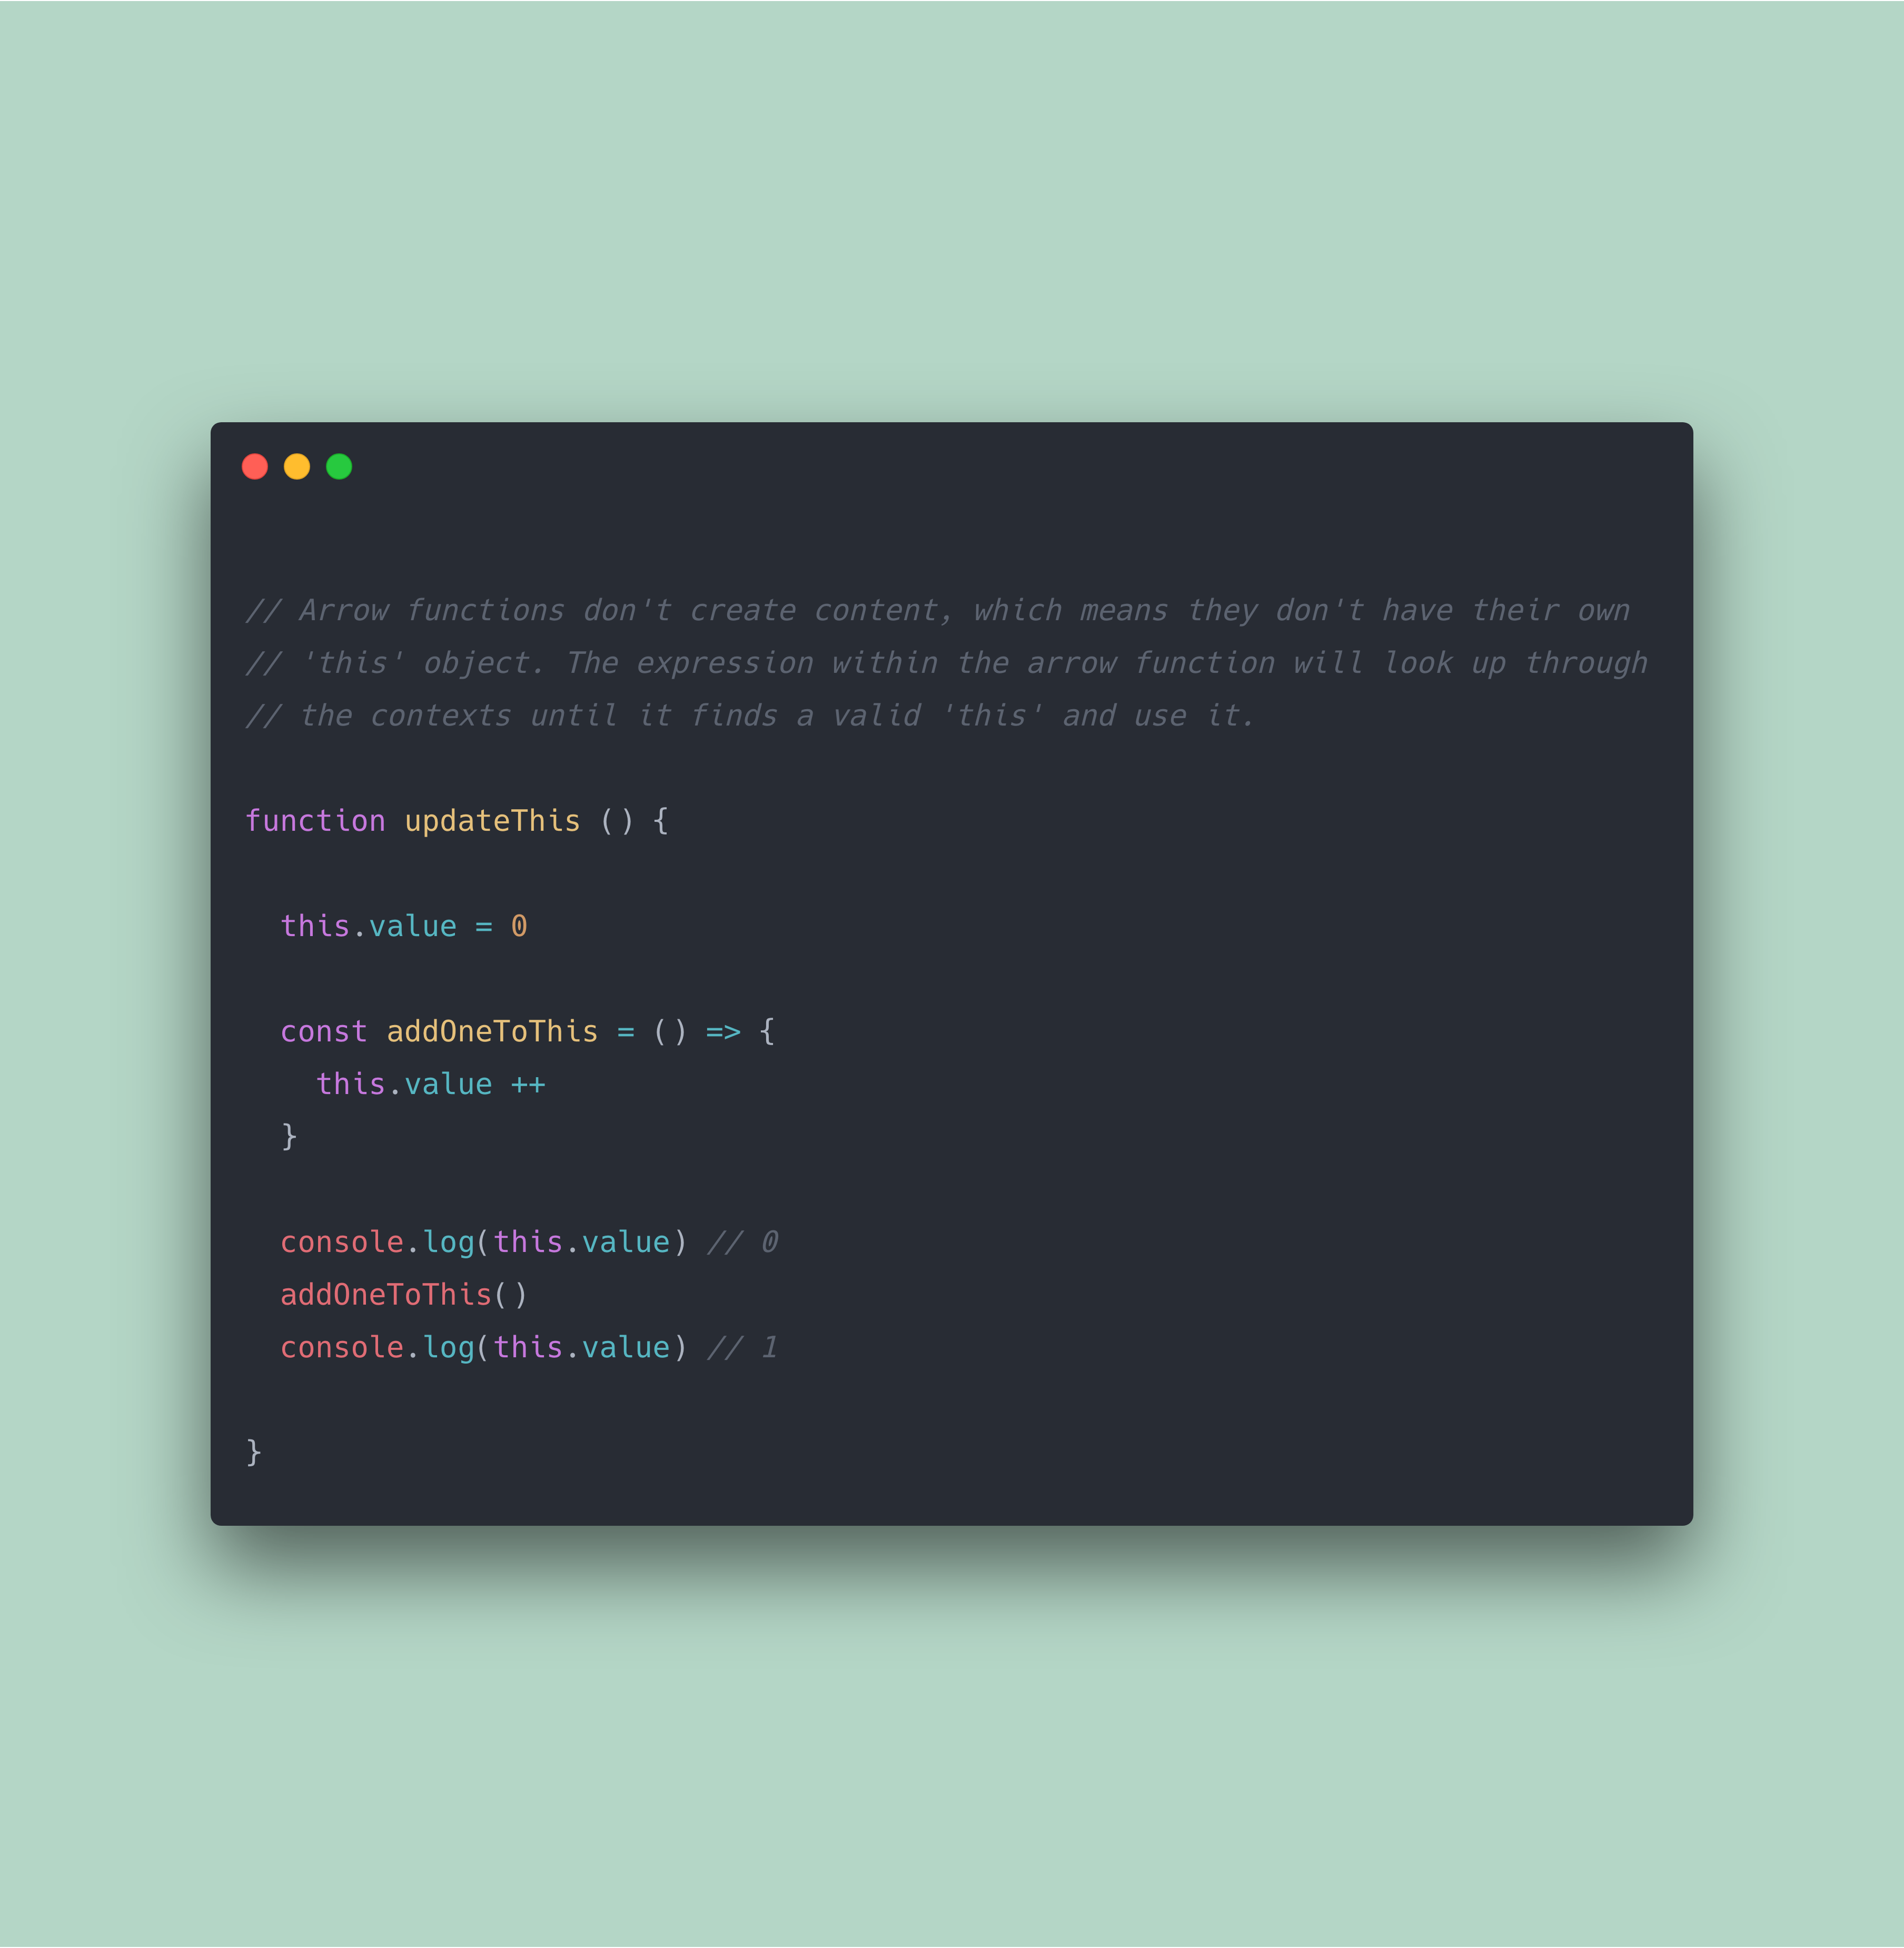 // Arrow functions don't create content, which means they don't have their own
// 'this' object. The expression within the arrow function will look up through
// the contexts until it finds a valid 'this' and use it.
function updateThis () {
  this.value = 0
  const addOneToThis = () => {
    this.value ++
  }
  console.log(this.value) // 0
  addOneToThis()
  console.log(this.value) // 1
}